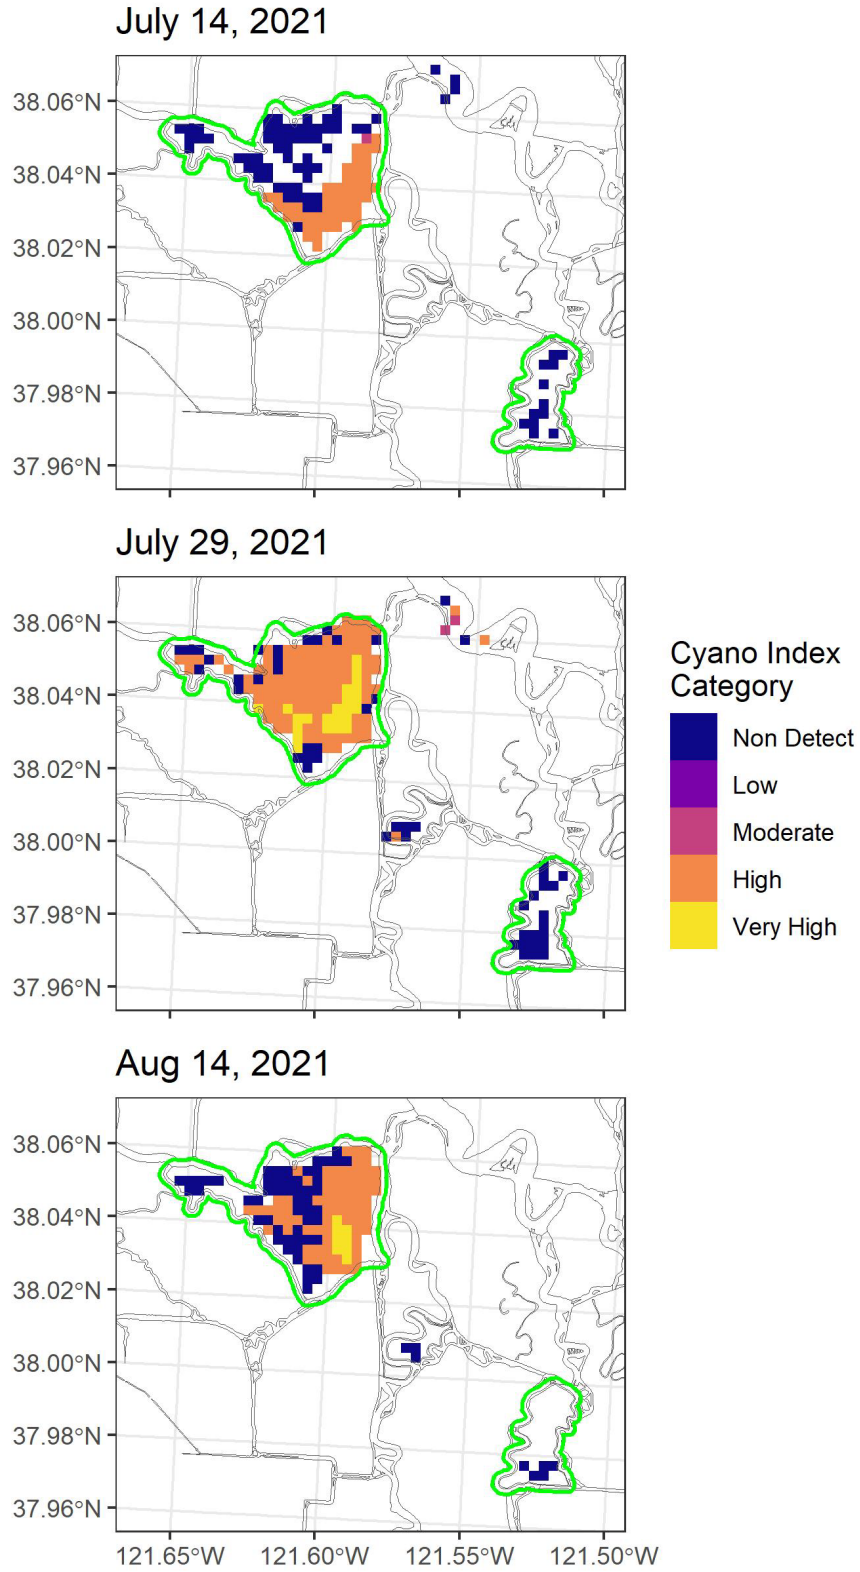 July 14, 2021
38.06°N
38.04°N
38.02°N
38.00°N
37.98°N
37.96°N
July 29, 2021
38.06°N
38.04°N
38.02°N
38.00°N
37.98°N
37.96°N
Cyano Index
Category
Non Detect
Low
Moderate
High
Very High
Aug 14, 2021
38.06°N
38.04°N
38.02°N
38.00°N
37.98°N
37.96°N
121.65°W 121.60°W 121.55°W 121.50°W